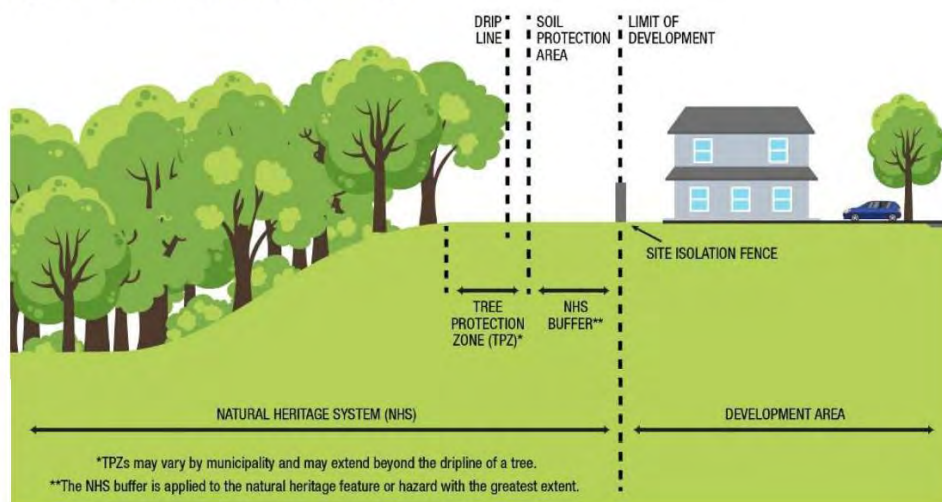 DRIP
LINE
SOIL
PROTECTION
AREA
LIMIT OF
DEVELOPMENT
SITE ISOLATION FENCE
TREE
PROTECTION
ZONE (TPZ)*
NHS
BUFFER**
NATURAL HERITAGE SYSTEM (NHS)
DEVELOPMENT AREA
*TPZs may vary by municipality and may extend beyond the dripline of a tree.
**The NHS buffer is applied to the natural heritage feature or hazard with the greatest extent.